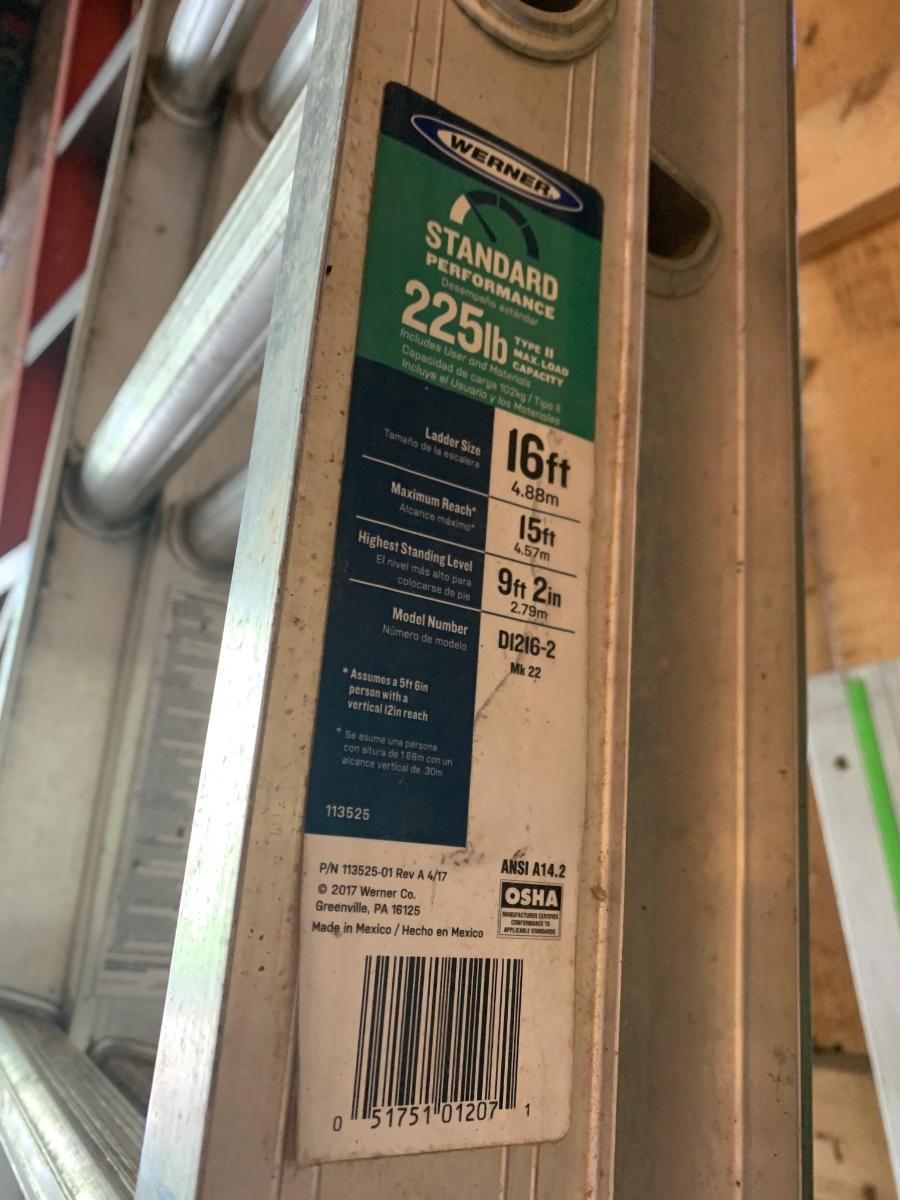 WERNER
STANDARD
PERFORMANCE
Desempeño estándar
225lb TYPE II
MAX. LOAD
CAPACITY
Includes User and Materials
Capacidad de carga 102kg / Tipo II
Incluye el Usuario y los Materiales
Ladder Size
Tamaño de la escalera
16ft
4.88m
Maximum Reach*
Alcance máximo*
15ft
4.57m
Highest Standing Level
El nivel más alto para
colocarse de pie
9ft 2in
2.79m
Model Number
Número de modelo
D1216-2
Mk 22
* Assumes a 5ft 6in
person with a
vertical 12in reach
* Se asume una persona
con altura de 1.68m con un
alcance vertical de .30m
113525
P/N 113525-01 Rev A 4/17
© 2017 Werner Co.
Greenville, PA 16125
Made in Mexico / Hecho en Mexico
ANSI A14.2
OSHA
MANUFACTURER CERTIFIES
CONFORMANCE TO
APPLICABLE STANDARDS
0 51751 01207 1